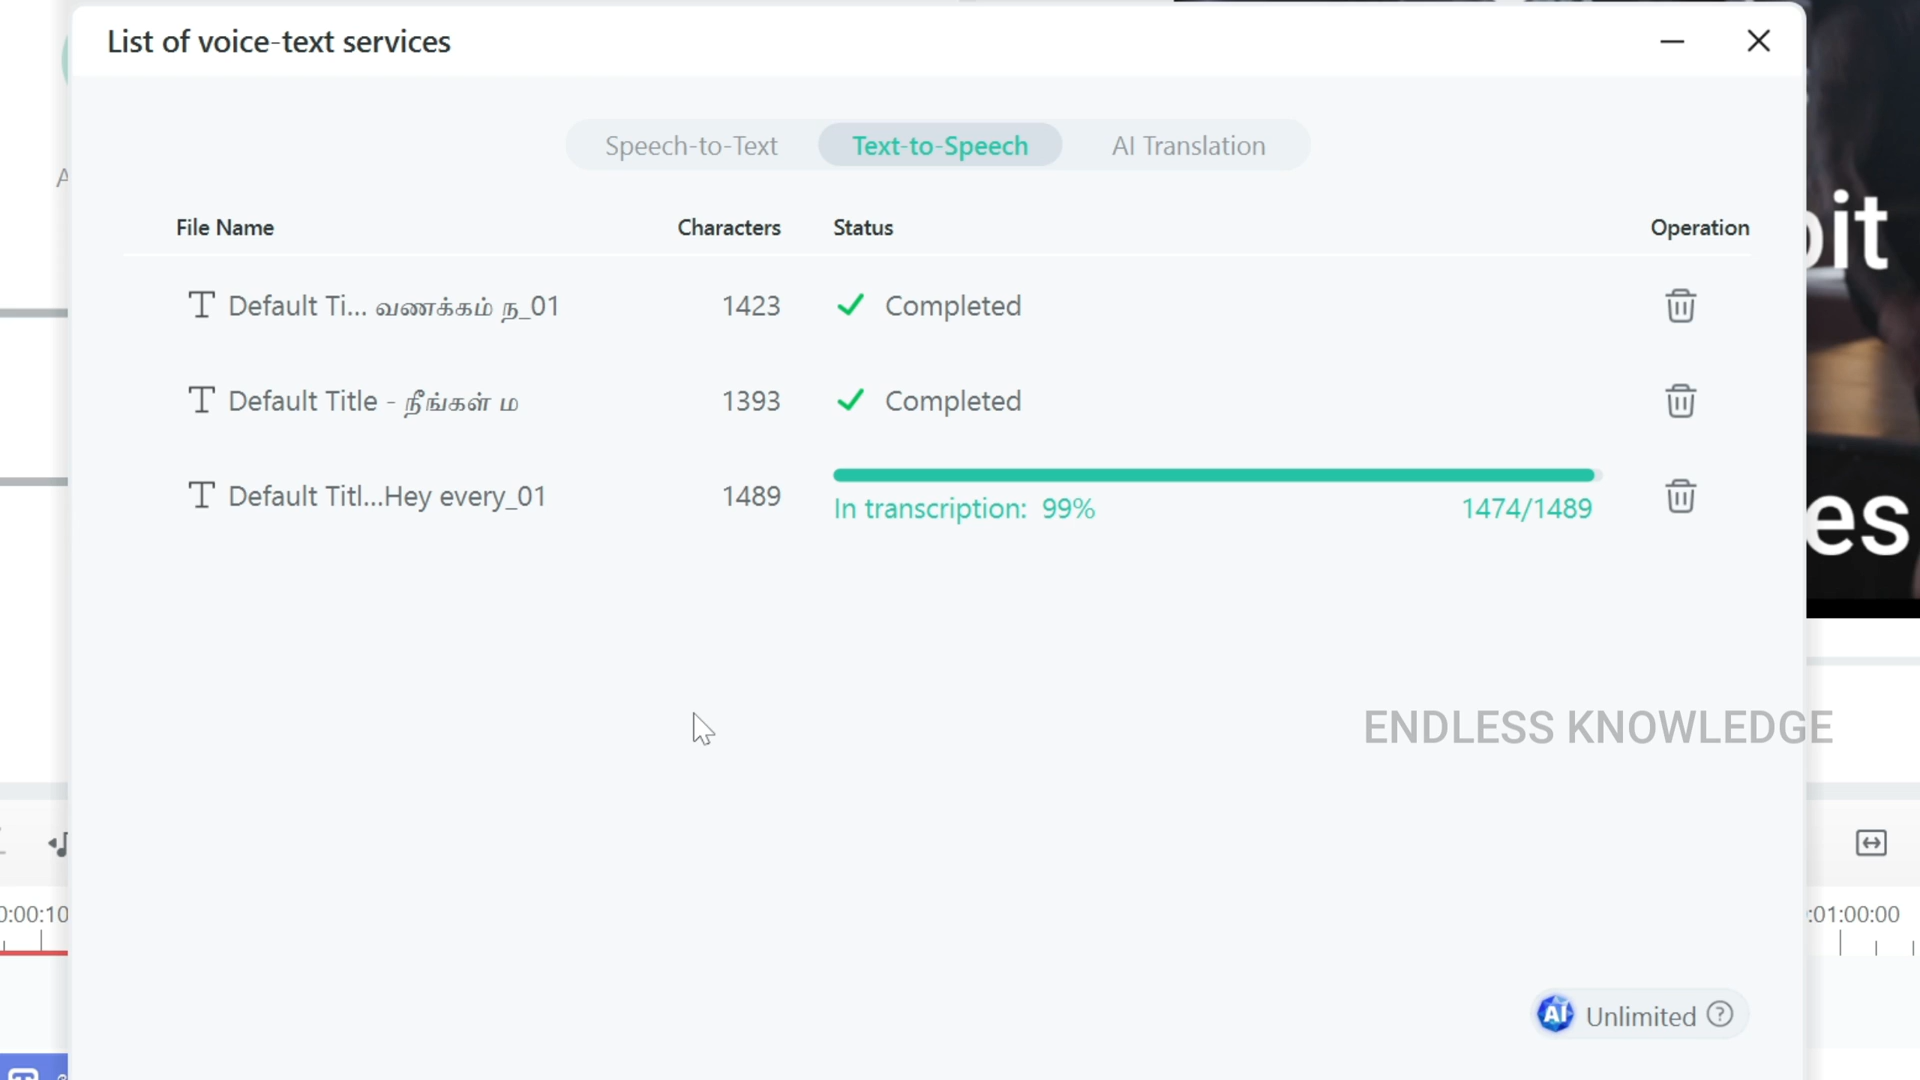 List of voice-text services
Speech-to-Text Text-to-Speech AI Translation
File Name Characters Status Operation
Default Ti... வணக்கம் ந_01 1423 Completed
Default Title - நீங்கள் ம 1393 Completed
Default Titl...Hey every_01 1489 In transcription: 99% 1474/1489
bit
es
ENDLESS KNOWLEDGE
0:00:10 :01:00:00
AI Unlimited ?